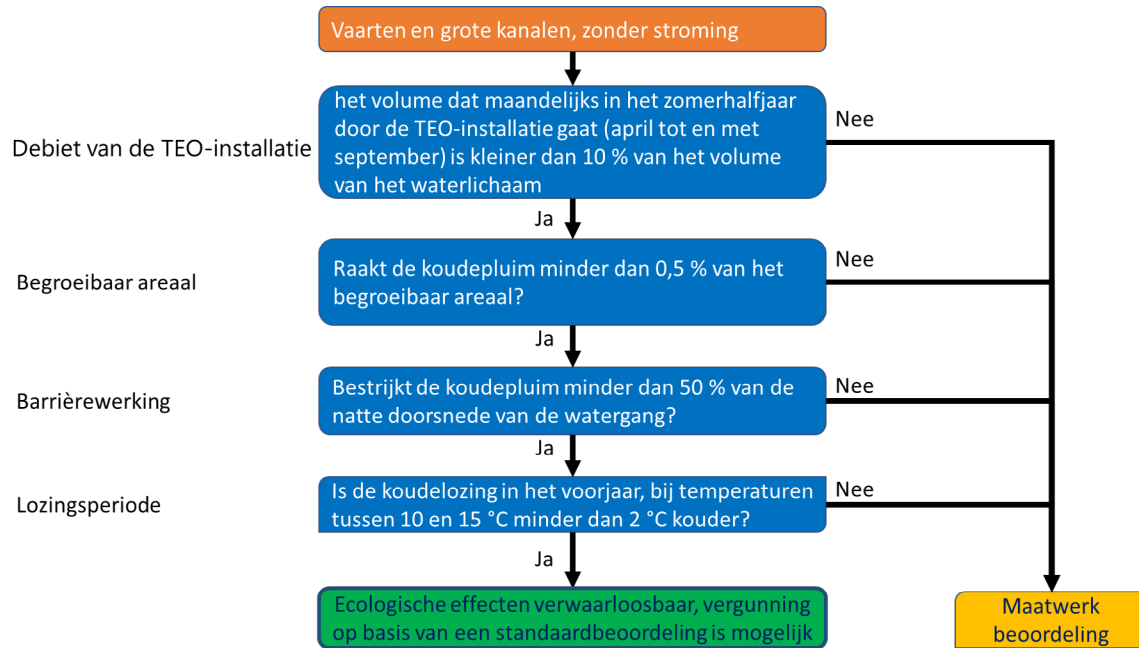 Vaarten en grote kanalen, zonder stroming
Debiet van de TEO-installatie
het volume dat maandelijks in het zomerhalfjaar
door de TEO-installatie gaat (april tot en met
september) is kleiner dan 10 % van het volume
van het waterlichaam
Nee
Ja
Begroeibaar areaal
Raakt de koudepluim minder dan 0,5 % van het
begroeibaar areaal?
Nee
Ja
Barrièrewerking
Bestrijkt de koudepluim minder dan 50 % van de
natte doorsnede van de watergang?
Nee
Ja
Lozingsperiode
Is de koudelozing in het voorjaar, bij temperaturen
tussen 10 en 15 °C minder dan 2 °C kouder?
Nee
Ja
Ecologische effecten verwaarloosbaar, vergunning
op basis van een standaardbeoordeling is mogelijk
Maatwerk
beoordeling